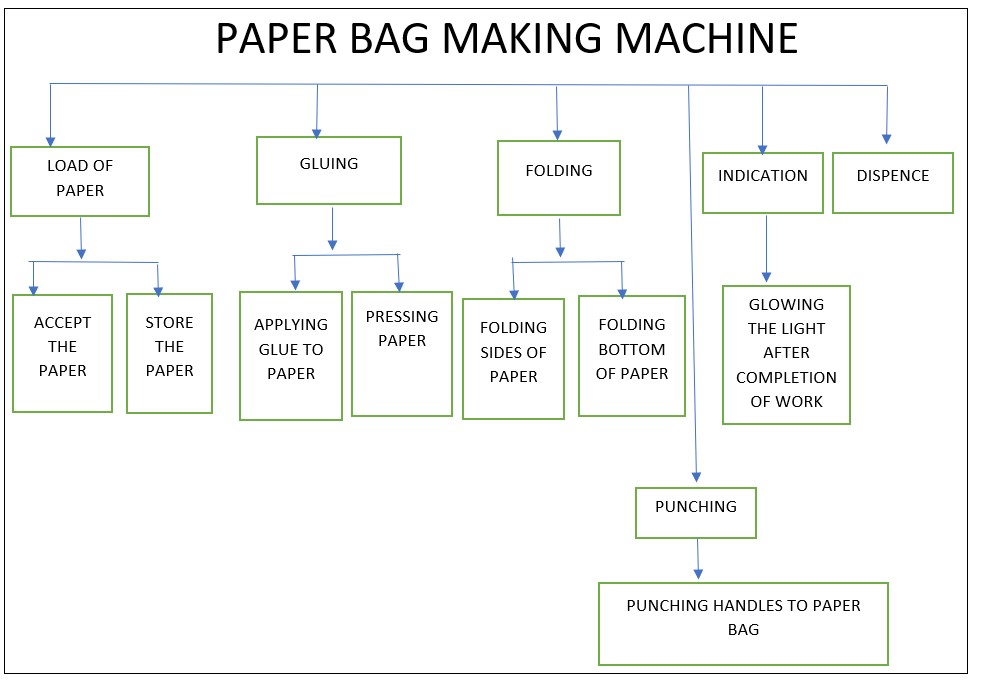 PAPER BAG MAKING MACHINE
LOAD OF
PAPER
GLUING
FOLDING
INDICATION
DISPENCE
ACCEPT
THE
PAPER
STORE
THE
PAPER
APPLYING
GLUE TO
PAPER
PRESSING
PAPER
FOLDING
SIDES OF
PAPER
FOLDING
BOTTOM
OF PAPER
GLOWING
THE LIGHT
AFTER
COMPLETION
OF WORK
PUNCHING
PUNCHING HANDLES TO PAPER
BAG